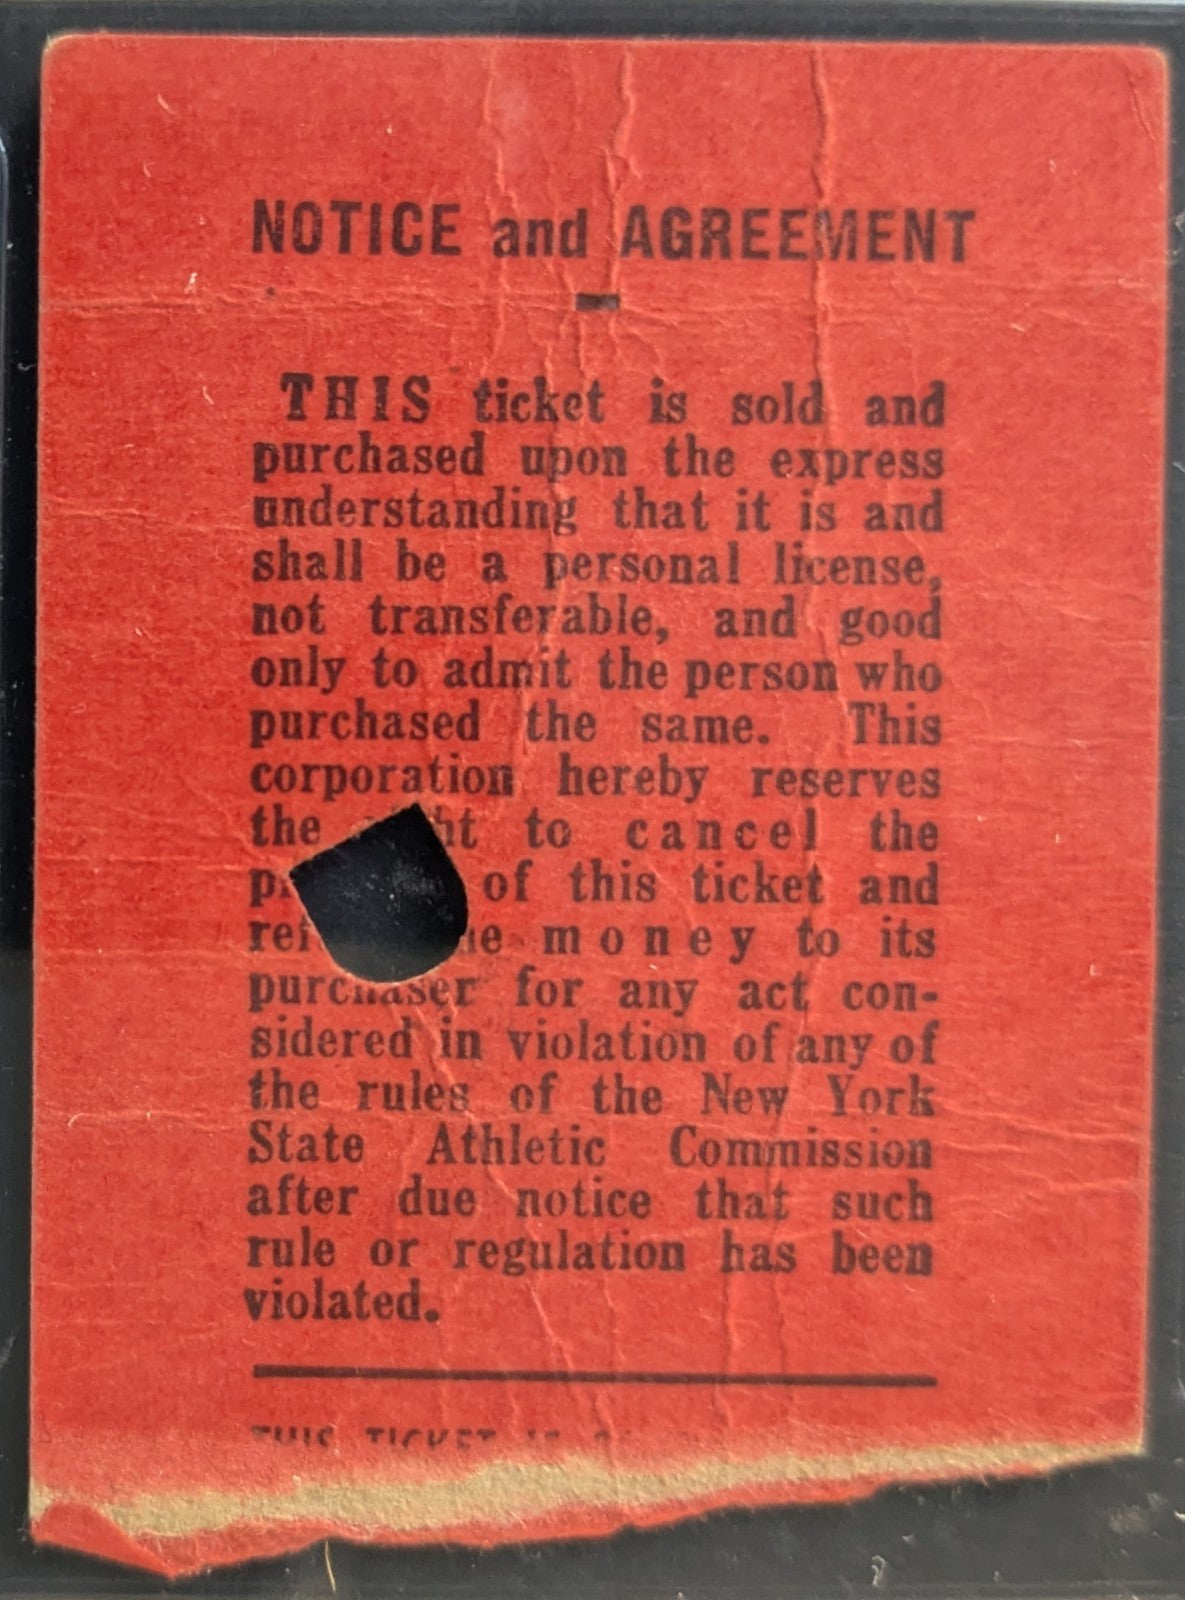 NOTICE and AGREEMENT
THIS ticket is sold and
purchased upon the express
understanding that it is and
shall be a personal license,
not transferable, and good
only to admit the person who
purchased the same. This
corporation hereby reserves
the to cancel the
of this ticket and
money to its
purchaser for any act con-
sidered in violation of any of
the rules of the New York
State Athletic Commission
after due notice that such
rule or regulation has been
violated.
THIS TICKET